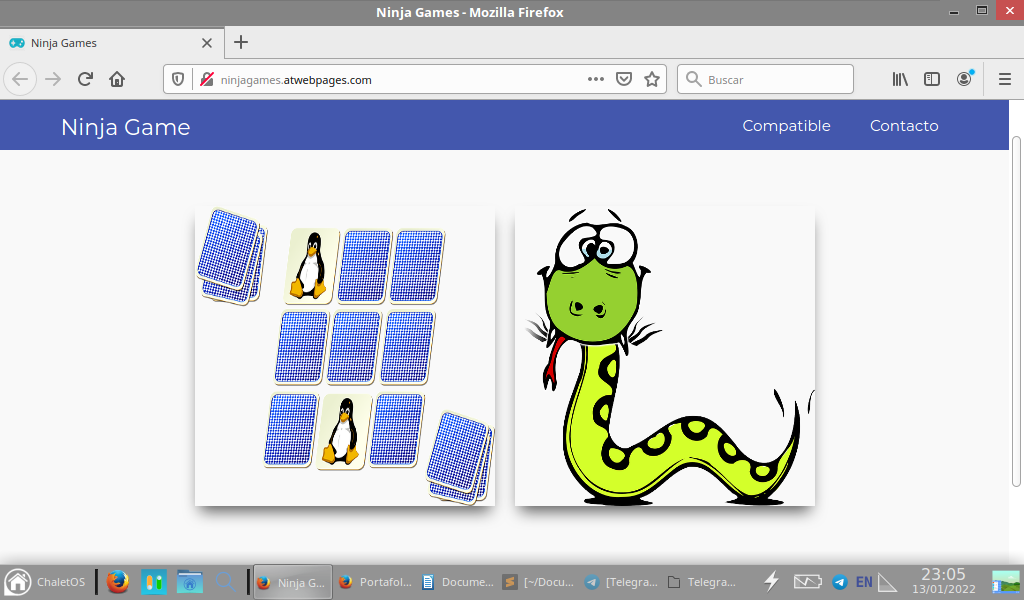 Ninja Games - Mozilla Firefox
Ninja Games
ninjagames.atwebpages.com
Buscar
Ninja Game
Compatible
Contacto
ChaletOS
Ninja G...
Portafol...
Docume...
[~/Docu...
[Telegra...
Telegra...
EN
23:05
13/01/2022